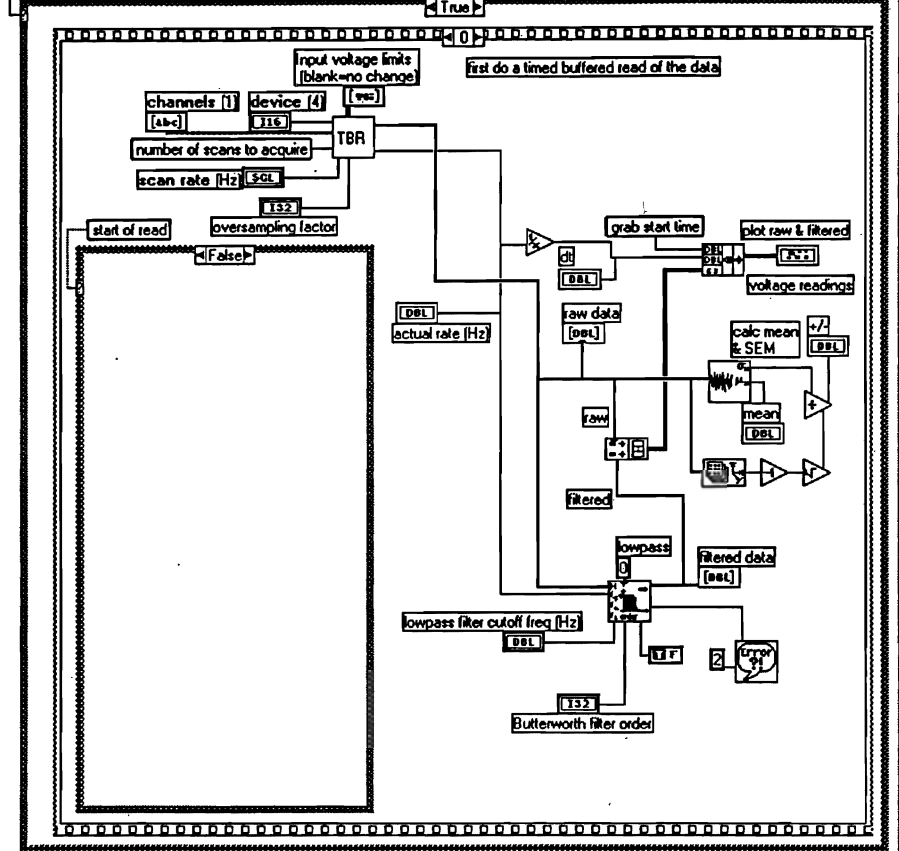 True
0
Input voltage limits
(blank=no change)
first do a timed buffered read of the data
channels (1)
device (4)
[abc]
I16
TBR
number of scans to acquire
scan rate (Hz)
SGL
I32
oversampling factor
start of read
False
grab start time
plot raw & filtered
dt
DBL
DBL
DBL
voltage readings
DBL
actual rate (Hz)
raw data
[DBL]
calc mean
& SEM
+/-
DBL
σ
μ
mean
DBL
raw
filtered
lowpass
0
filtered data
[DBL]
lowpass filter cutoff freq (Hz)
DBL
T F
2
Error
?!
I32
Butterworth filter order